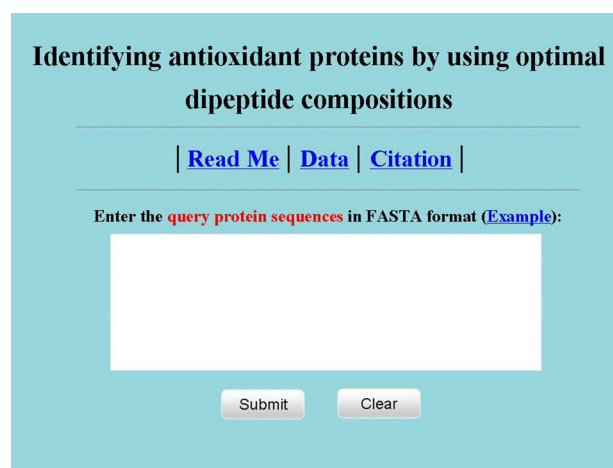 Identifying antioxidant proteins by using optimal
dipeptide compositions
| Read Me | Data | Citation |
Enter the query protein sequences in FASTA format (Example):
Submit Clear